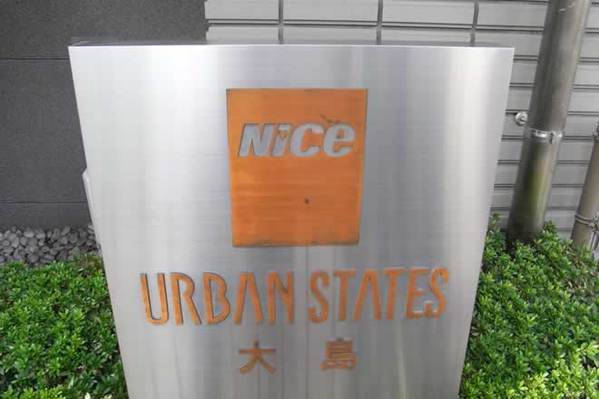 NiCe
URBAN STATES
大島